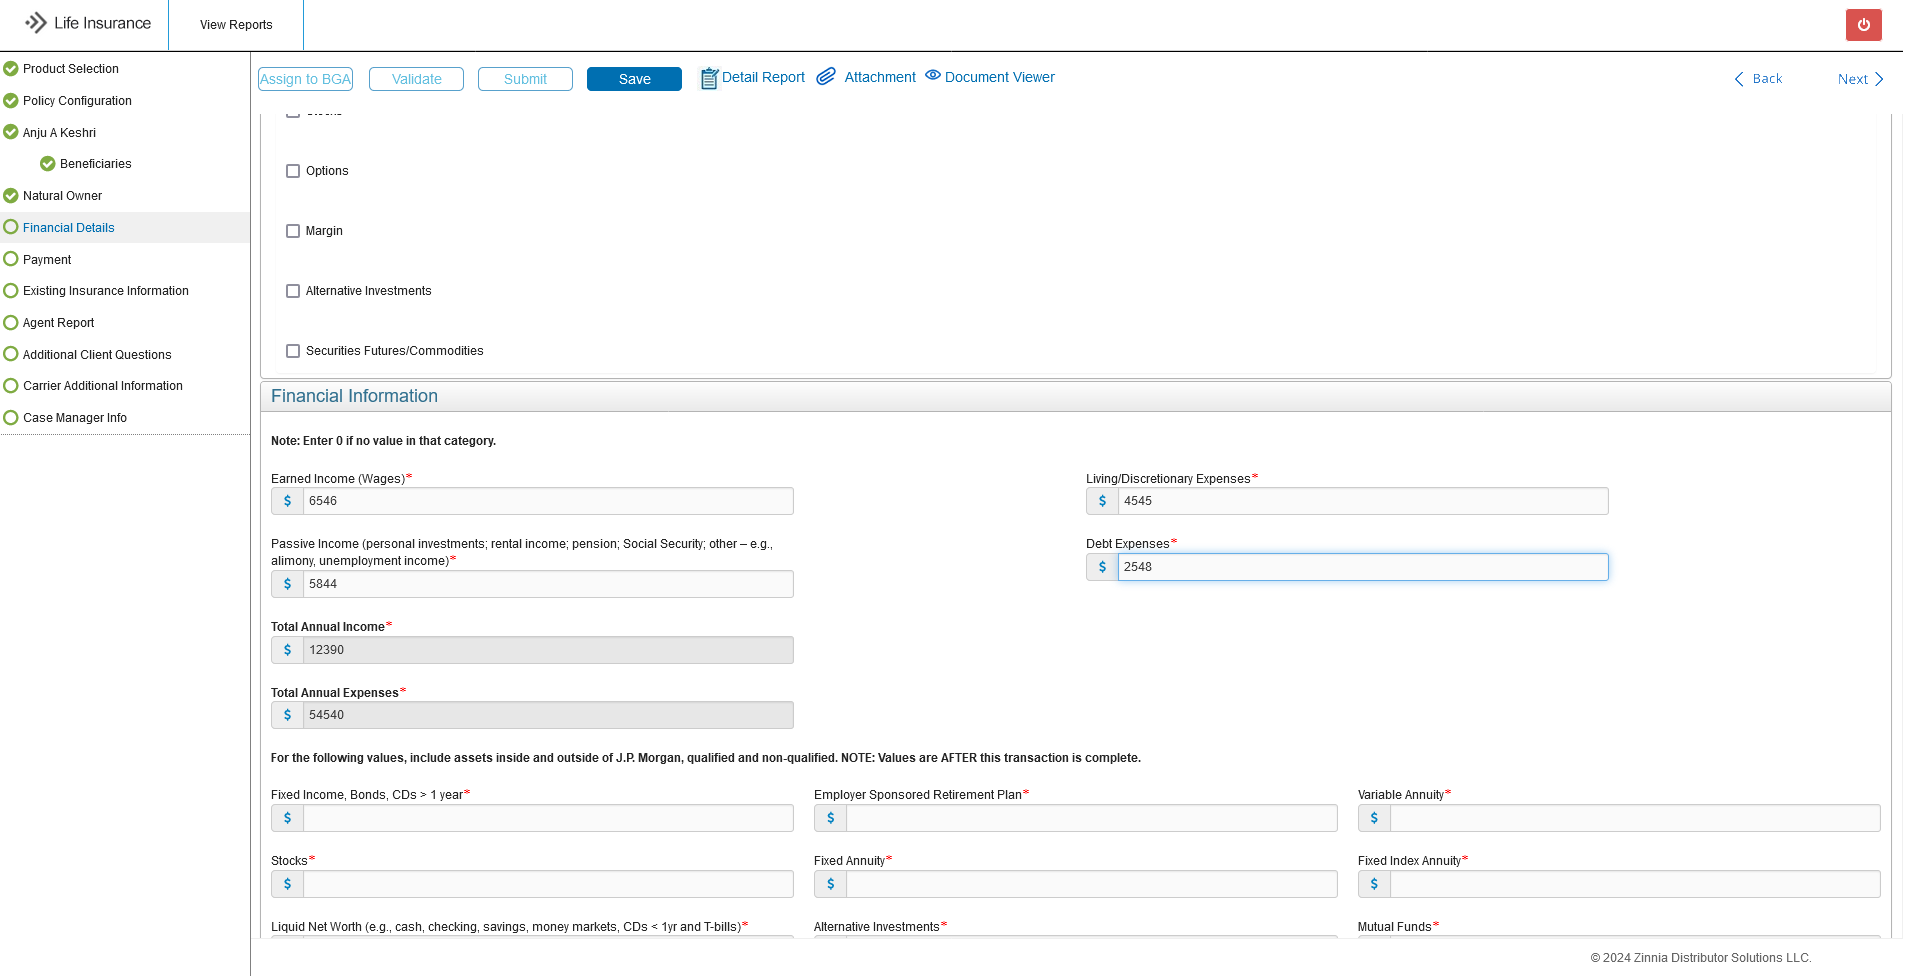 Life Insurance
View Reports
Product Selection
Policy Configuration
Anju A Keshri
Beneficiaries
Natural Owner
Financial Details
Payment
Existing Insurance Information
Agent Report
Additional Client Questions
Carrier Additional Information
Case Manager Info
Assign to BGA
Validate
Submit
Save
Detail Report
Attachment
Document Viewer
Back
Next
Options
Margin
Alternative Investments
Securities Futures/Commodities
Financial Information
Note: Enter 0 if no value in that category.
Earned Income (Wages)*
$ 6546
Living/Discretionary Expenses*
$ 4545
Passive Income (personal investments; rental income; pension; Social Security; other – e.g.,
alimony, unemployment income)*
$ 5844
Debt Expenses*
$ 2548
Total Annual Income*
$ 12390
Total Annual Expenses*
$ 54540
For the following values, include assets inside and outside of J.P. Morgan, qualified and non-qualified. NOTE: Values are AFTER this transaction is complete.
Fixed Income, Bonds, CDs > 1 year*
$
Employer Sponsored Retirement Plan*
$
Variable Annuity*
$
Stocks*
$
Fixed Annuity*
$
Fixed Index Annuity*
$
Liquid Net Worth (e.g., cash, checking, savings, money markets, CDs < 1yr and T-bills)*
Alternative Investments*
Mutual Funds*
© 2024 Zinnia Distributor Solutions LLC.